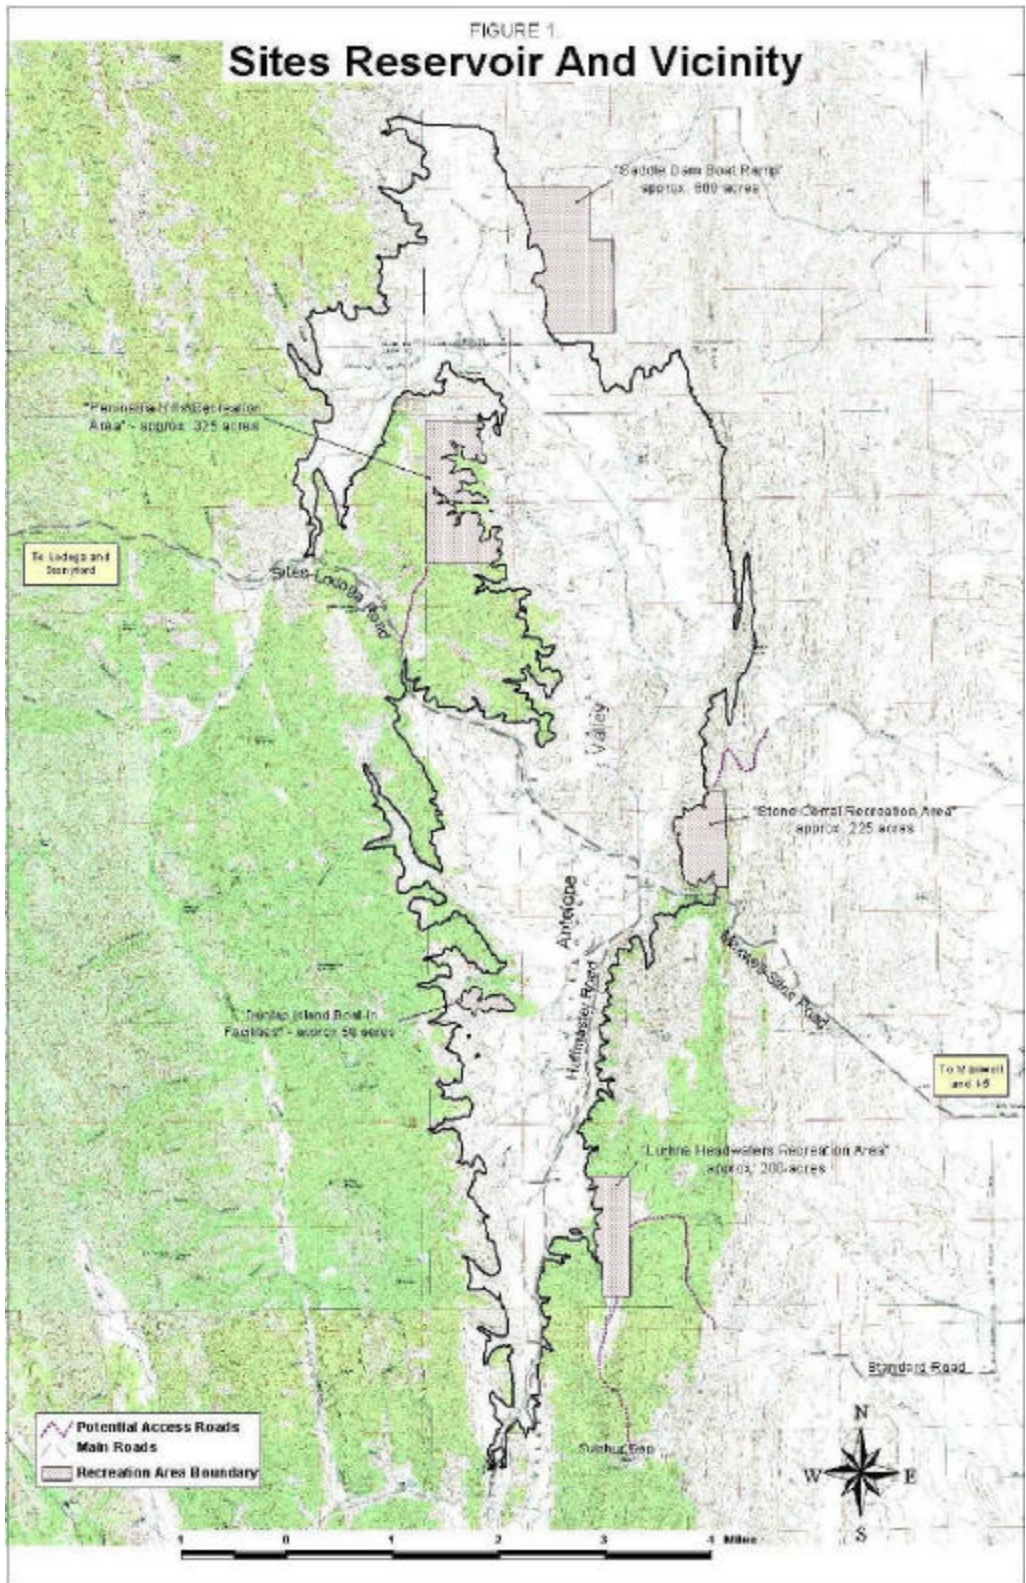 FIGURE 1.
Sites Reservoir And Vicinity
"Saddle Dam Boat Ramp"
approx. 600 acres
"Peninsula Hills Recreation
Area" - approx. 325 acres
To Lodoga and
Stonyford
Sites-Lodoga Road
Valley
"Stone Corral Recreation Area"
approx. 225 acres
Antelope
Huffmaster Road
Maxwell-Sites Road
"Dunlap Island Boat-in
Facilities" - approx 50 acres
To Maxwell
and I-5
"Lurline Headwaters Recreation Area"
approx. 200 acres
Standard Road
Sulphur Gap
Potential Access Roads
Main Roads
Recreation Area Boundary
N
W E
S
1 0 1 2 3 4 Miles